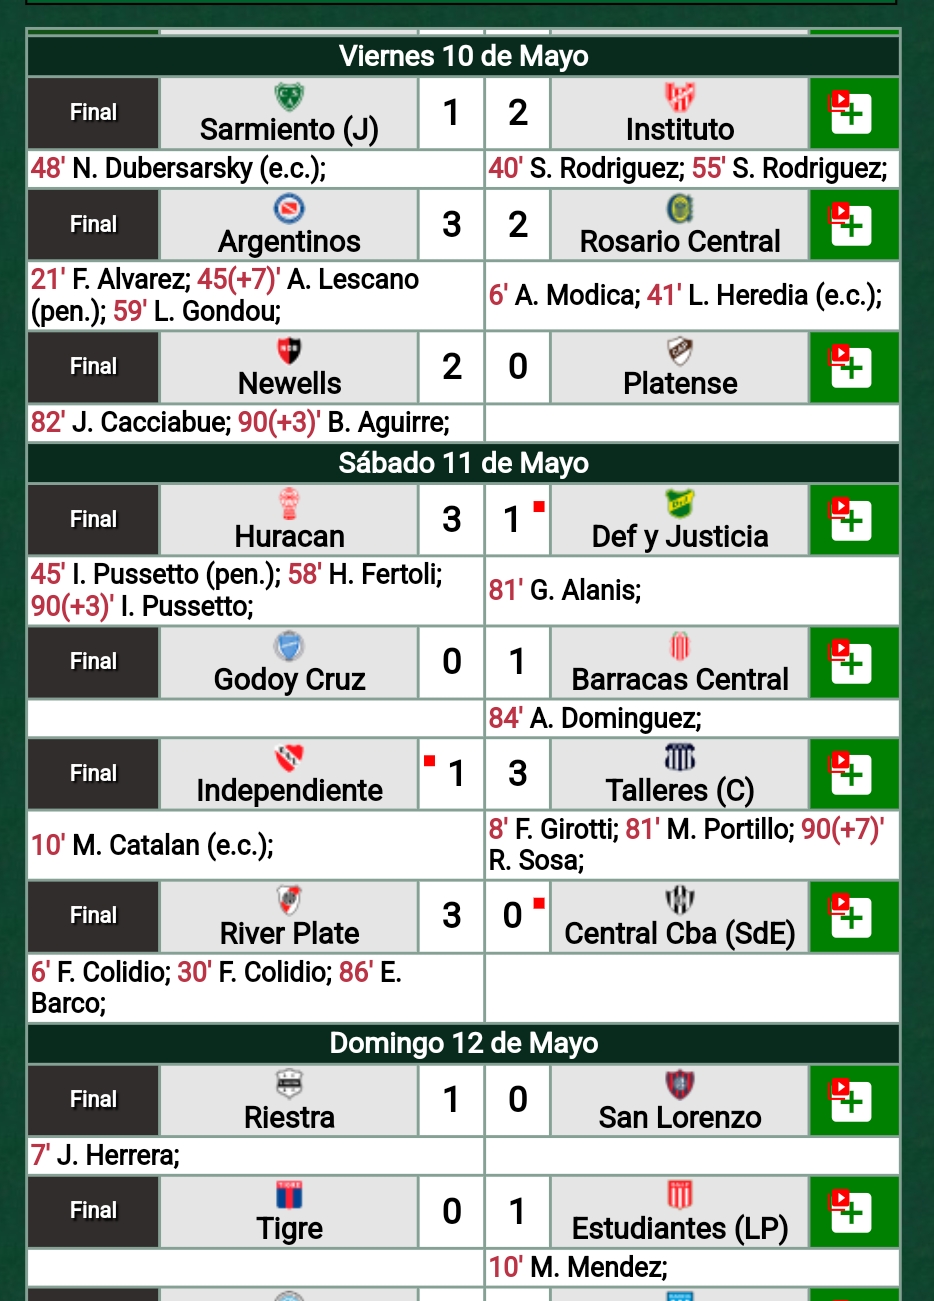 Viernes 10 de Mayo
Final
Sarmiento (J)
1
2
Instituto
48' N. Dubersarsky (e.c.);
40' S. Rodriguez; 55' S. Rodriguez;
Final
Argentinos
3
2
Rosario Central
21' F. Alvarez; 45(+7)' A. Lescano
(pen.); 59' L. Gondou;
6' A. Modica; 41' L. Heredia (e.c.);
Final
Newells
2
0
Platense
82' J. Cacciabue; 90(+3)' B. Aguirre;
Sábado 11 de Mayo
Final
Huracan
3
1
Def y Justicia
45' I. Pussetto (pen.); 58' H. Fertoli;
90(+3)' I. Pussetto;
81' G. Alanis;
Final
Godoy Cruz
0
1
Barracas Central
84' A. Dominguez;
Final
Independiente
1
3
Talleres (C)
10' M. Catalan (e.c.);
8' F. Girotti; 81' M. Portillo; 90(+7)'
R. Sosa;
Final
River Plate
3
0
Central Cba (SdE)
6' F. Colidio; 30' F. Colidio; 86' E.
Barco;
Domingo 12 de Mayo
Final
Riestra
1
0
San Lorenzo
7' J. Herrera;
Final
Tigre
0
1
Estudiantes (LP)
10' M. Mendez;